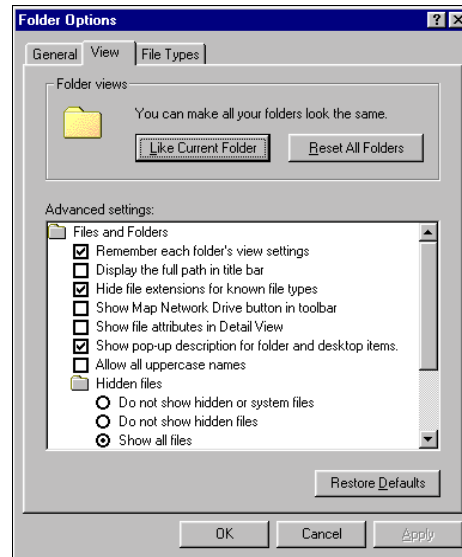 Folder Options
General View File Types
Folder views
You can make all your folders look the same.
Like Current Folder Reset All Folders
Advanced settings:
Files and Folders
Remember each folder's view settings
Display the full path in title bar
Hide file extensions for known file types
Show Map Network Drive button in toolbar
Show file attributes in Detail View
Show pop-up description for folder and desktop items.
Allow all uppercase names
Hidden files
Do not show hidden or system files
Do not show hidden files
Show all files
Restore Defaults
OK Cancel Apply